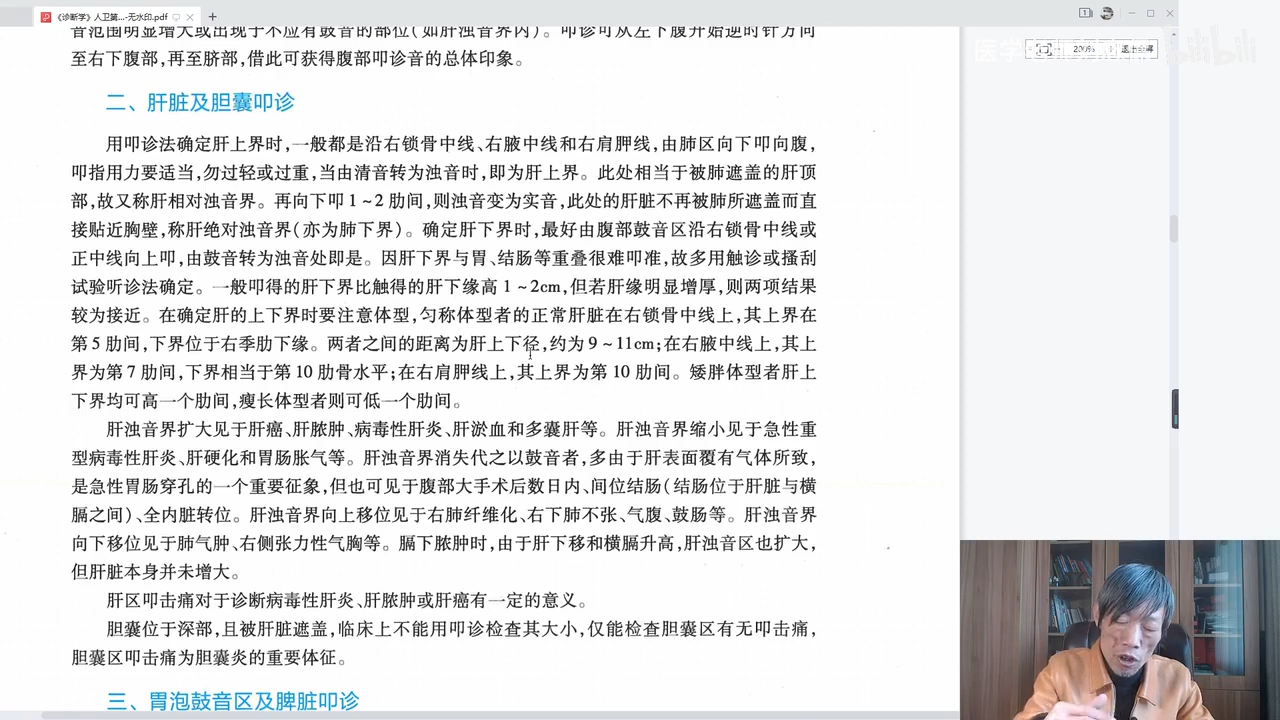 《诊断学》人卫第...-无水印.pdf
音范围明显增大或出现于不应有鼓音的部位(如肝浊音界内)。叩诊可从左下腹开始逆时针方向
至右下腹部,再至脐部,借此可获得腹部叩诊音的总体印象。
200%
退出全屏
bilibili
二、肝脏及胆囊叩诊
用叩诊法确定肝上界时,一般都是沿右锁骨中线、右腋中线和右肩胛线,由肺区向下叩向腹,
叩指用力要适当,勿过轻或过重,当由清音转为浊音时,即为肝上界。此处相当于被肺遮盖的肝顶
部,故又称肝相对浊音界。再向下叩1~2肋间,则浊音变为实音,此处的肝脏不再被肺所遮盖而直
接贴近胸壁,称肝绝对浊音界(亦为肺下界)。确定肝下界时,最好由腹部鼓音区沿右锁骨中线或
正中线向上叩,由鼓音转为浊音处即是。因肝下界与胃、结肠等重叠很难叩准,故多用触诊或搔刮
试验听诊法确定。一般叩得的肝下界比触得的肝下缘高1~2cm,但若肝缘明显增厚,则两项结果
较为接近。在确定肝的上下界时要注意体型,匀称体型者的正常肝脏在右锁骨中线上,其上界在
第5肋间,下界位于右季肋下缘。两者之间的距离为肝上下径,约为9~11cm;在右腋中线上,其上
界为第7肋间,下界相当于第10肋骨水平;在右肩胛线上,其上界为第10肋间。矮胖体型者肝上
下界均可高一个肋间,瘦长体型者则可低一个肋间。
肝浊音界扩大见于肝癌、肝脓肿、病毒性肝炎、肝淤血和多囊肝等。肝浊音界缩小见于急性重
型病毒性肝炎、肝硬化和胃肠胀气等。肝浊音界消失代之以鼓音者,多由于肝表面覆有气体所致,
是急性胃肠穿孔的一个重要征象,但也可见于腹部大手术后数日内、间位结肠(结肠位于肝脏与横
膈之间)、全内脏转位。肝浊音界向上移位见于右肺纤维化、右下肺不张、气腹、鼓肠等。肝浊音界
向下移位见于肺气肿、右侧张力性气胸等。膈下脓肿时,由于肝下移和横膈升高,肝浊音区也扩大,
但肝脏本身并未增大。
肝区叩击痛对于诊断病毒性肝炎、肝脓肿或肝癌有一定的意义。
胆囊位于深部,且被肝脏遮盖,临床上不能用叩诊检查其大小,仅能检查胆囊区有无叩击痛,
胆囊区叩击痛为胆囊炎的重要体征。
三、胃泡鼓音区及脾脏叩诊